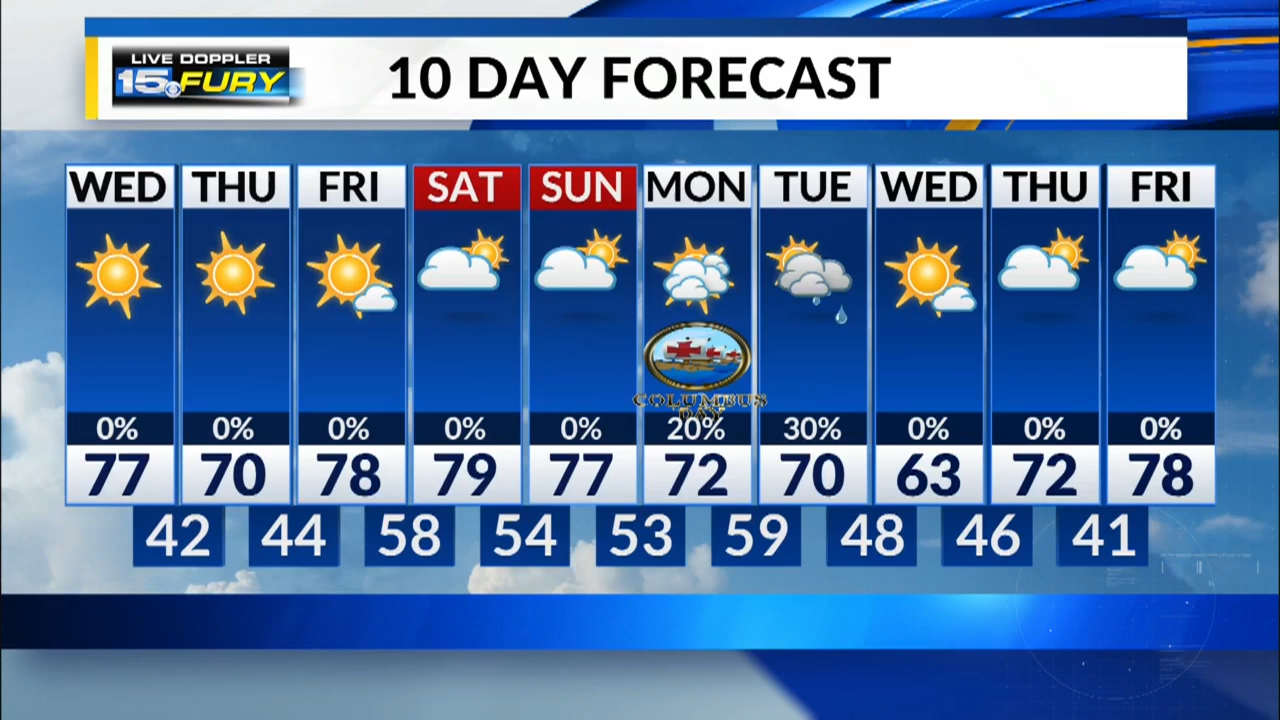 LIVE DOPPLER
15 FURY
10 DAY FORECAST
WED THU FRI SAT SUN MON TUE WED THU FRI
COLUMBUS
DAY
0% 0% 0% 0% 0% 20% 30% 0% 0% 0%
77 70 78 79 77 72 70 63 72 78
42 44 58 54 53 59 48 46 41